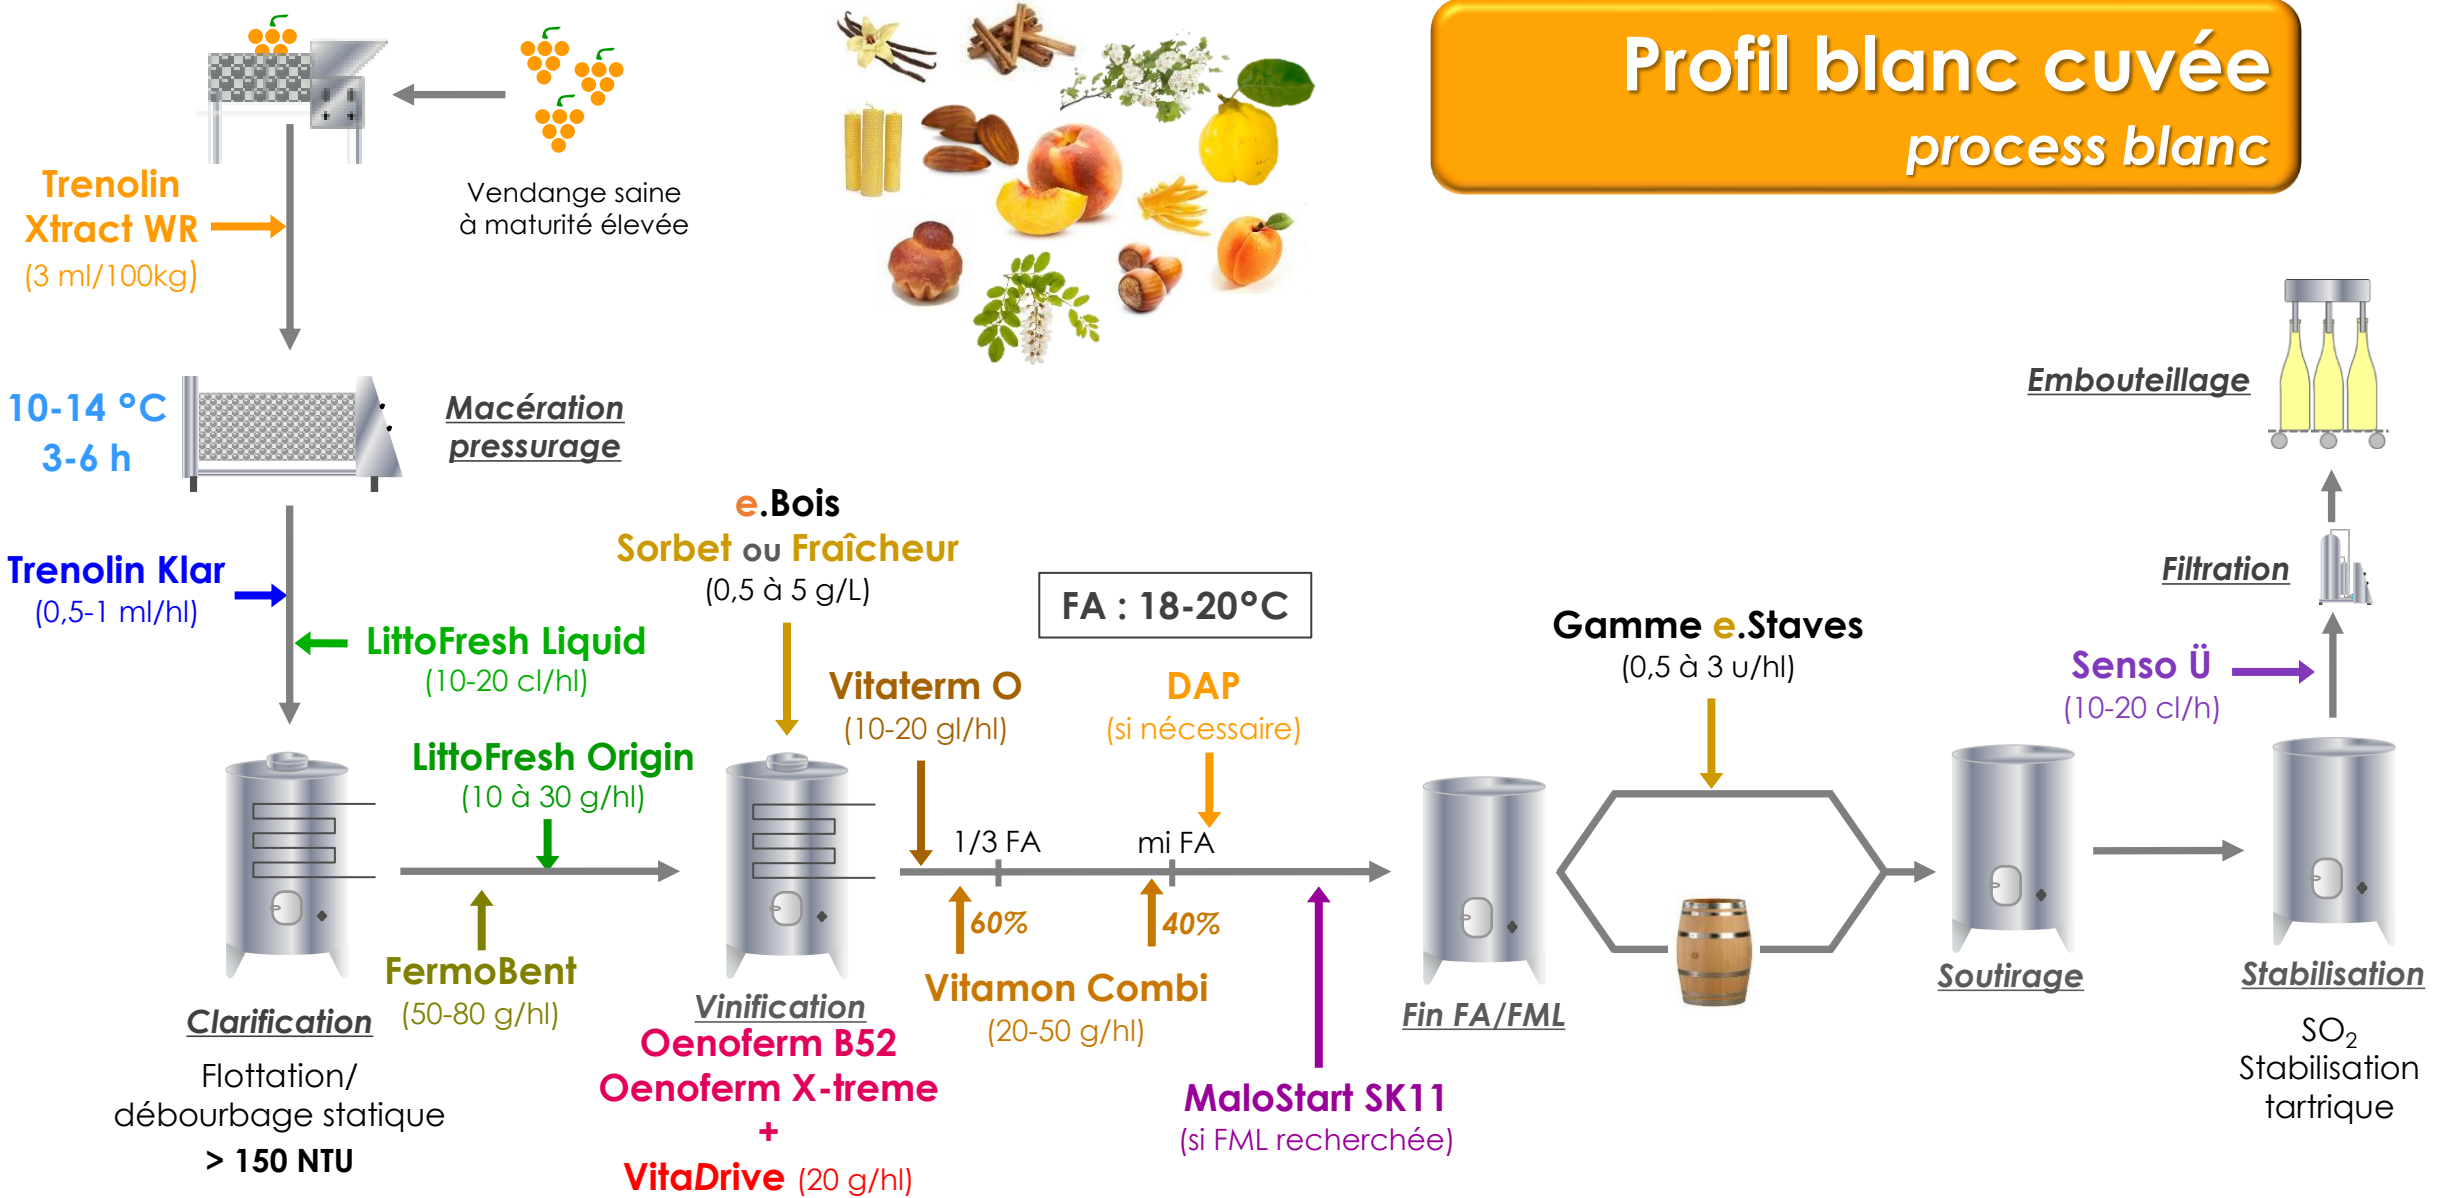 Profil blanc cuvée
process blanc
Vendange saine
à maturité élevée
Trenolin
Xtract WR
(3 ml/100kg)
10-14 °C
3-6 h
Macération
pressurage
Trenolin Klar
(0,5-1 ml/hl)
LittoFresh Liquid
(10-20 cl/hl)
Clarification
Flottation/
débourbage statique
> 150 NTU
LittoFresh Origin
(10 à 30 g/hl)
FermoBent
(50-80 g/hl)
e.Bois
Sorbet ou Fraîcheur
(0,5 à 5 g/L)
Vinification
Oenoferm B52
Oenoferm X-treme
+
VitaDrive (20 g/hl)
FA : 18-20°C
Vitaterm O
(10-20 gl/hl)
DAP
(si nécessaire)
1/3 FA
mi FA
60%
40%
Vitamon Combi
(20-50 g/hl)
MaloStart SK11
(si FML recherchée)
Fin FA/FML
Gamme e.Staves
(0,5 à 3 u/hl)
Soutirage
Stabilisation
SO₂
Stabilisation
tartrique
Senso Ü
(10-20 cl/h)
Filtration
Embouteillage